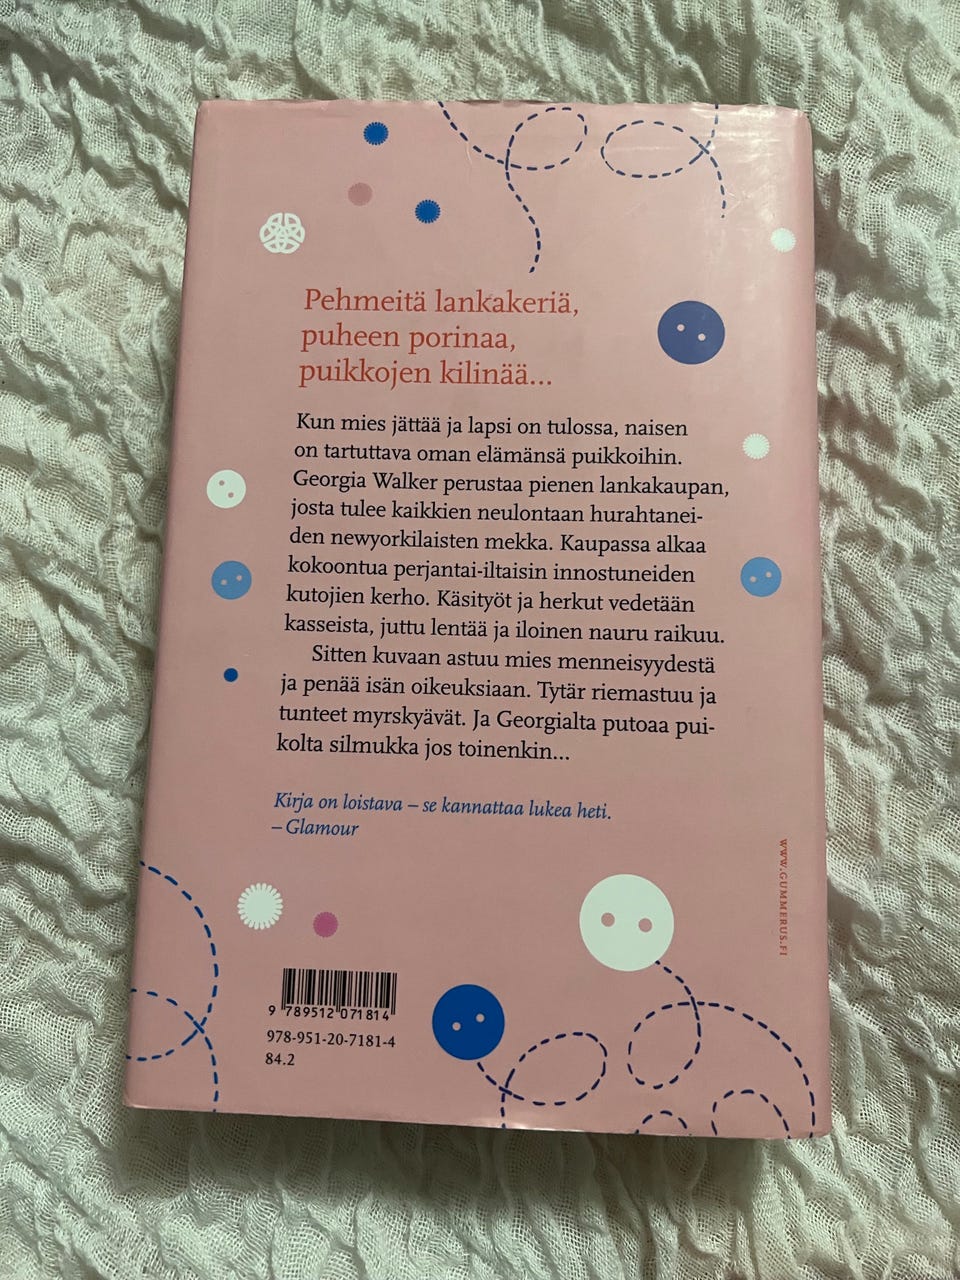 Pehmeitä lankakeriä,
puheen porinaa,
puikkojen kilinää...
Kun mies jättää ja lapsi on tulossa, naisen
on tartuttava oman elämänsä puikkoihin.
Georgia Walker perustaa pienen lankakaupan,
josta tulee kaikkien neulontaan hurahtanei-
den newyorkilaisten mekka. Kaupassa alkaa
kokoontua perjantai-iltaisin innostuneiden
kutojien kerho. Käsityöt ja herkut vedetään
kasseista, juttu lentää ja iloinen nauru raikuu.
Sitten kuvaan astuu mies menneisyydestä
ja penää isän oikeuksiaan. Tytär riemastuu ja
tunteet myrskyävät. Ja Georgialta putoaa pui-
kolta silmukka jos toinenkin...
Kirja on loistava – se kannattaa lukea heti.
– Glamour
WWW.GUMMERUS.FI
9 789512 071814
978-951-20-7181-4
84.2